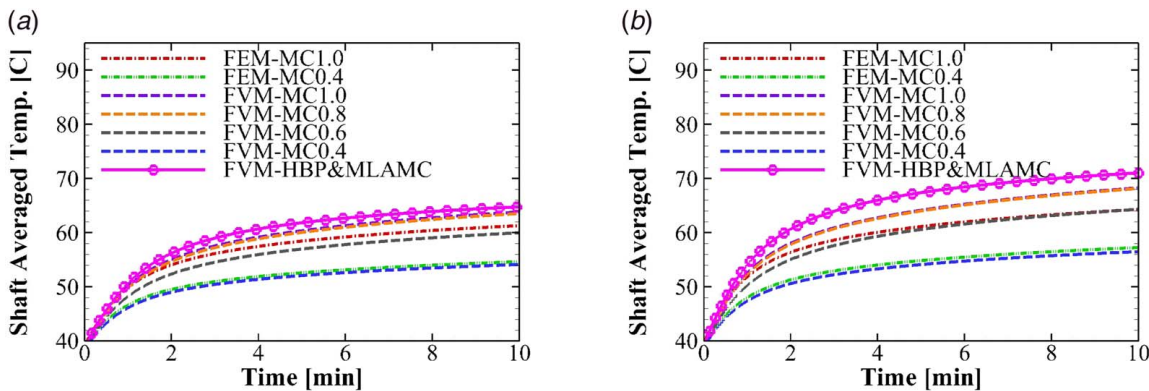 (a)
Shaft Averaged Temp. [C]
90
80
70
60
50
40
FEM-MC1.0
FEM-MC0.4
FVM-MC1.0
FVM-MC0.8
FVM-MC0.6
FVM-MC0.4
FVM-HBP&MLAMC
0 2 4 6 8 10
Time [min]
(b)
Shaft Averaged Temp. [C]
90
80
70
60
50
40
FEM-MC1.0
FEM-MC0.4
FVM-MC1.0
FVM-MC0.8
FVM-MC0.6
FVM-MC0.4
FVM-HBP&MLAMC
0 2 4 6 8 10
Time [min]